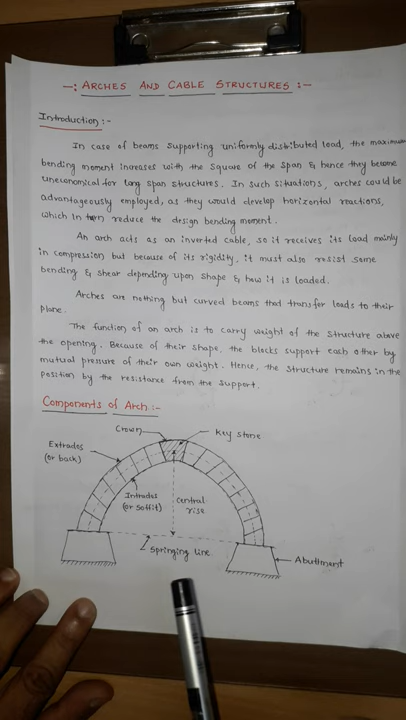 -: ARCHES AND CABLE STRUCTURES :-
Introduction :-
In case of beams supporting uniformly distributed load, the maximum
bending moment increases with the square of the span & hence they become
uneconomical for long span structures. In such situations, arches could be
advantageously employed, as they would develop horizontal reactions,
which in turn reduce the design bending moment.
An arch acts as an inverted cable, so it receives its load mainly
in compression but because of its rigidity, it must also resist some
bending & shear depending upon shape & how it is loaded.
Arches are nothing but curved beams that transfer loads to their
plane.
The function of an arch is to carry weight of the structure above
the opening. Because of their shape, the blocks support each other by
mutual pressure of their own weight. Hence, the structure remains in the
position by the resistance from the support.
Components of Arch :-
Crown
Key stone
Extrados
(or back)
Intrados
(or soffit)
Central
rise
Springing line
Abuttment